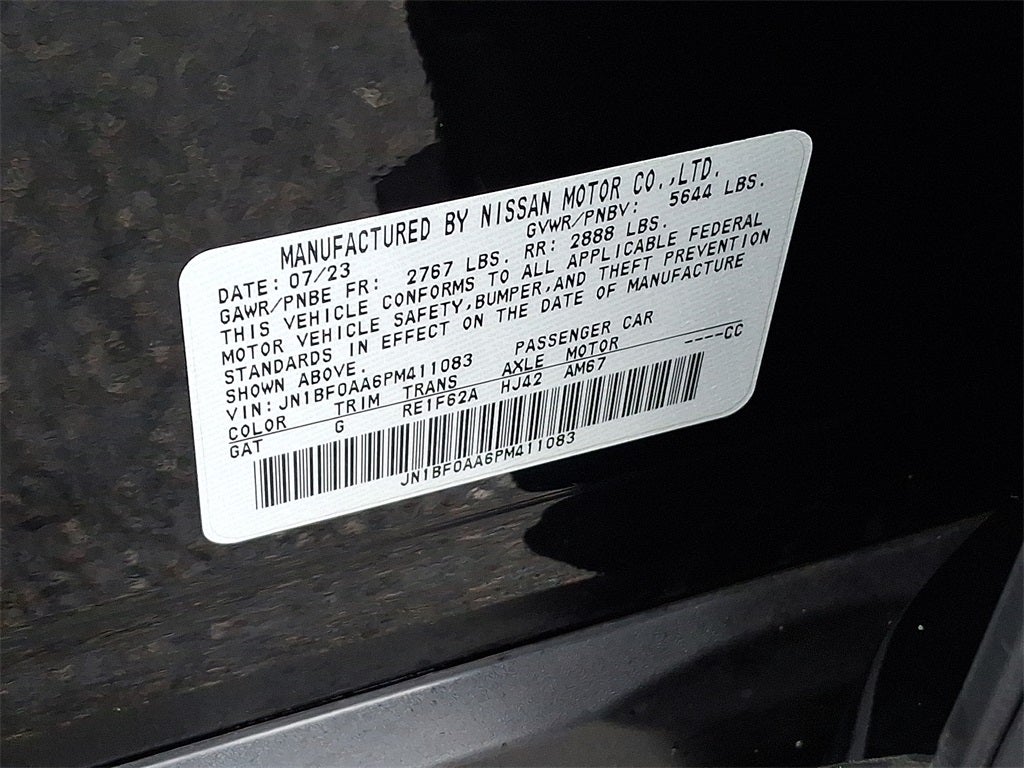 MANUFACTURED BY NISSAN MOTOR CO.,LTD.
DATE: 07/23 GVWR/PNBV: 5644 LBS.
GAWR/PNBE FR: 2767 LBS. RR: 2888 LBS.
THIS VEHICLE CONFORMS TO ALL APPLICABLE FEDERAL
MOTOR VEHICLE SAFETY,BUMPER,AND THEFT PREVENTION
STANDARDS IN EFFECT ON THE DATE OF MANUFACTURE
SHOWN ABOVE.
VIN:JN1BF0AA6PM411083 PASSENGER CAR
COLOR TRIM TRANS AXLE MOTOR
GAT G RE1F62A HJ42 AM67 ----CC
JN1BF0AA6PM411083